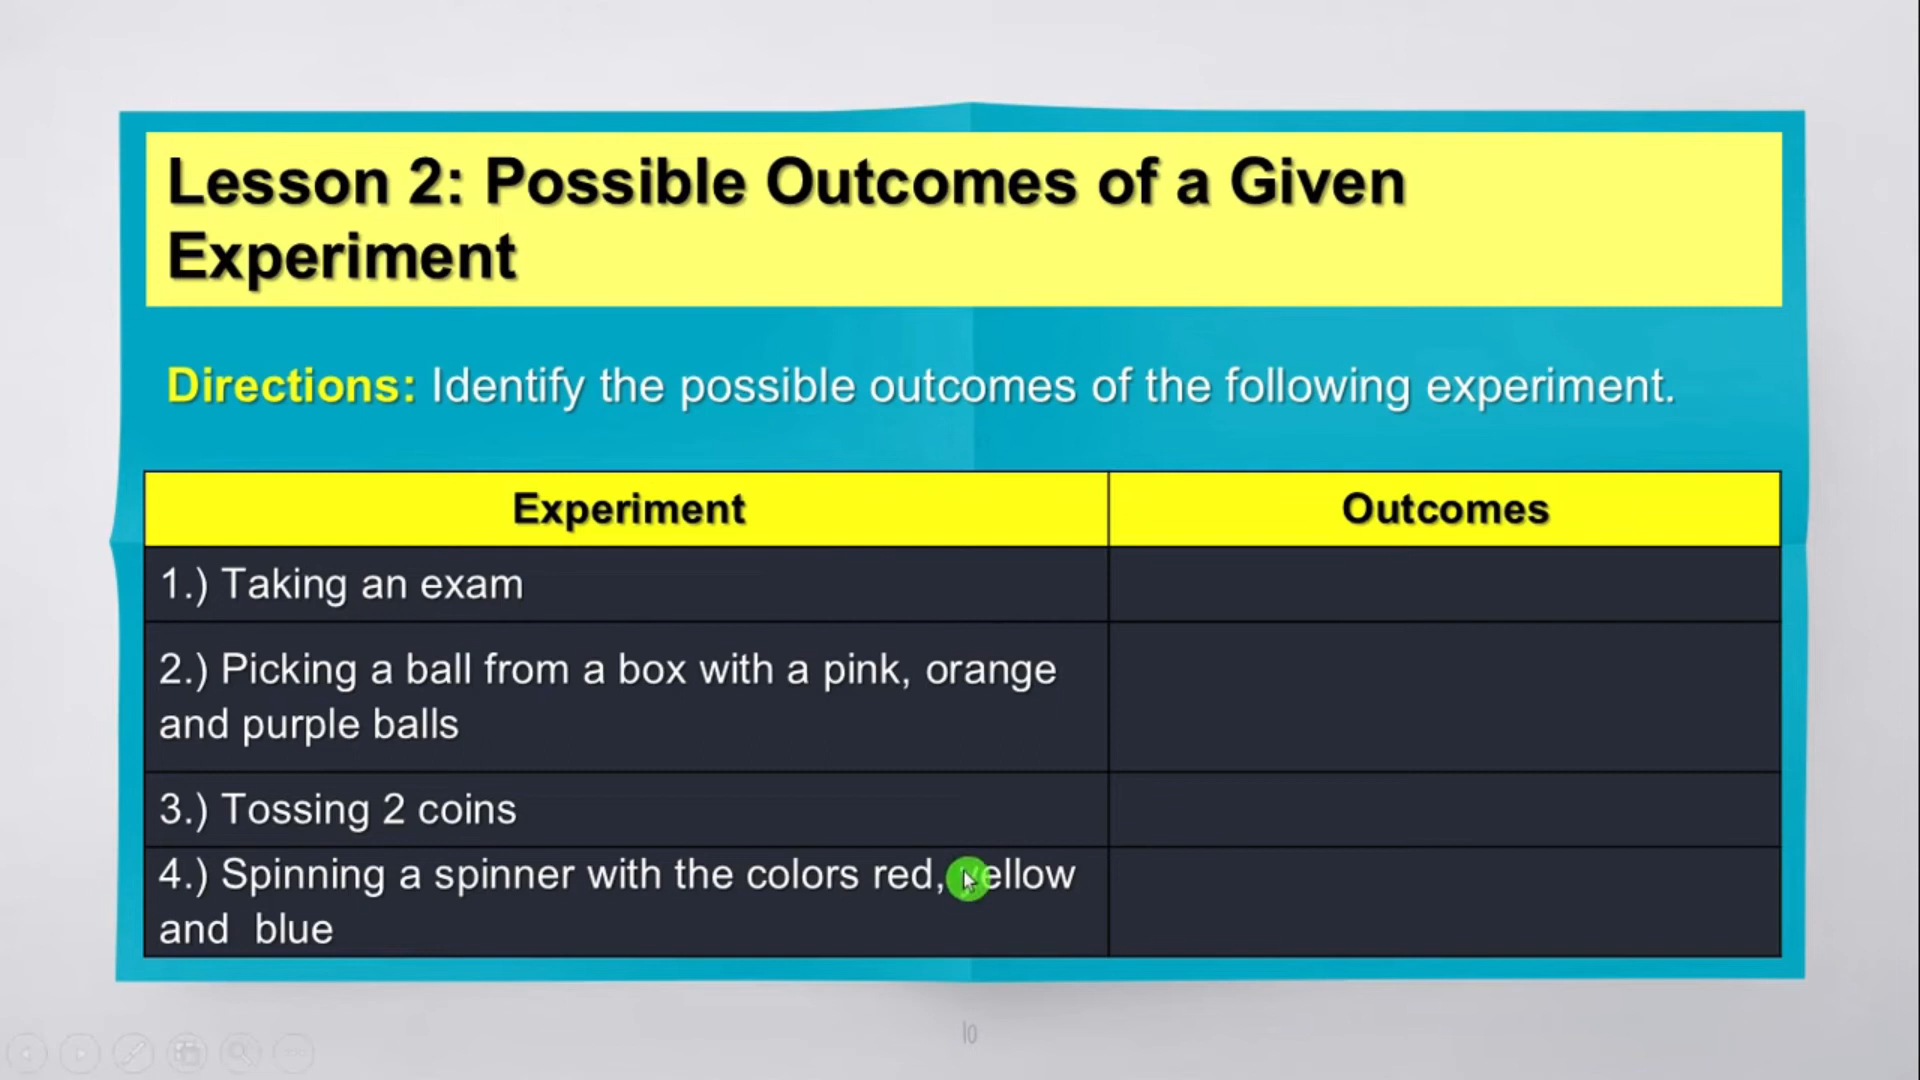 Lesson 2: Possible Outcomes of a Given
Experiment
Directions: Identify the possible outcomes of the following experiment.
Experiment
Outcomes
1.) Taking an exam
2.) Picking a ball from a box with a pink, orange
and purple balls
3.) Tossing 2 coins
4.) Spinning a spinner with the colors red, yellow
and blue
10